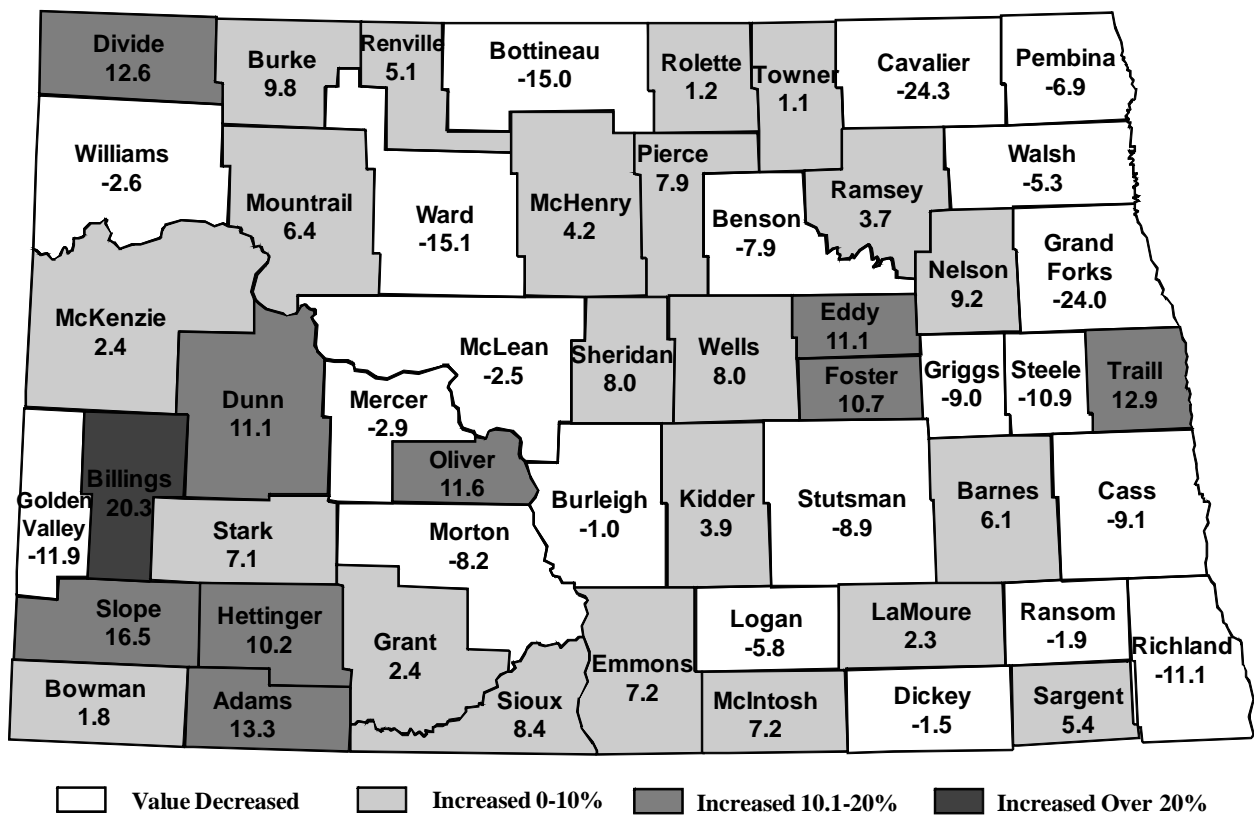 Divide
12.6
Burke
9.8
Renville
5.1
Bottineau
-15.0
Rolette
1.2
Towner
1.1
Cavalier
-24.3
Pembina
-6.9
Williams
-2.6
Mountrail
6.4
Ward
-15.1
McHenry
4.2
Pierce
7.9
Benson
-7.9
Ramsey
3.7
Walsh
-5.3
Nelson
9.2
Grand
Forks
-24.0
McKenzie
2.4
Dunn
11.1
McLean
-2.5
Mercer
-2.9
Oliver
11.6
Sheridan
8.0
Wells
8.0
Eddy
11.1
Foster
10.7
Griggs
-9.0
Steele
-10.9
Traill
12.9
Golden
Valley
-11.9
Billings
20.3
Stark
7.1
Morton
-8.2
Burleigh
-1.0
Kidder
3.9
Stutsman
-8.9
Barnes
6.1
Cass
-9.1
Slope
16.5
Hettinger
10.2
Grant
2.4
Bowman
1.8
Adams
13.3
Sioux
8.4
Emmons
7.2
Logan
-5.8
McIntosh
7.2
LaMoure
2.3
Dickey
-1.5
Ransom
-1.9
Sargent
5.4
Richland
-11.1
Value Decreased
Increased 0-10%
Increased 10.1-20%
Increased Over 20%